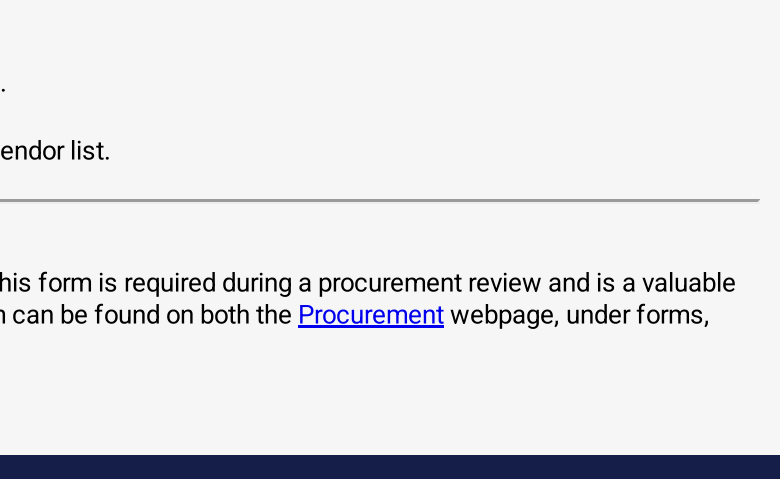 .
endor list.
his form is required during a procurement review and is a valuable
can be found on both the Procurement webpage, under forms,